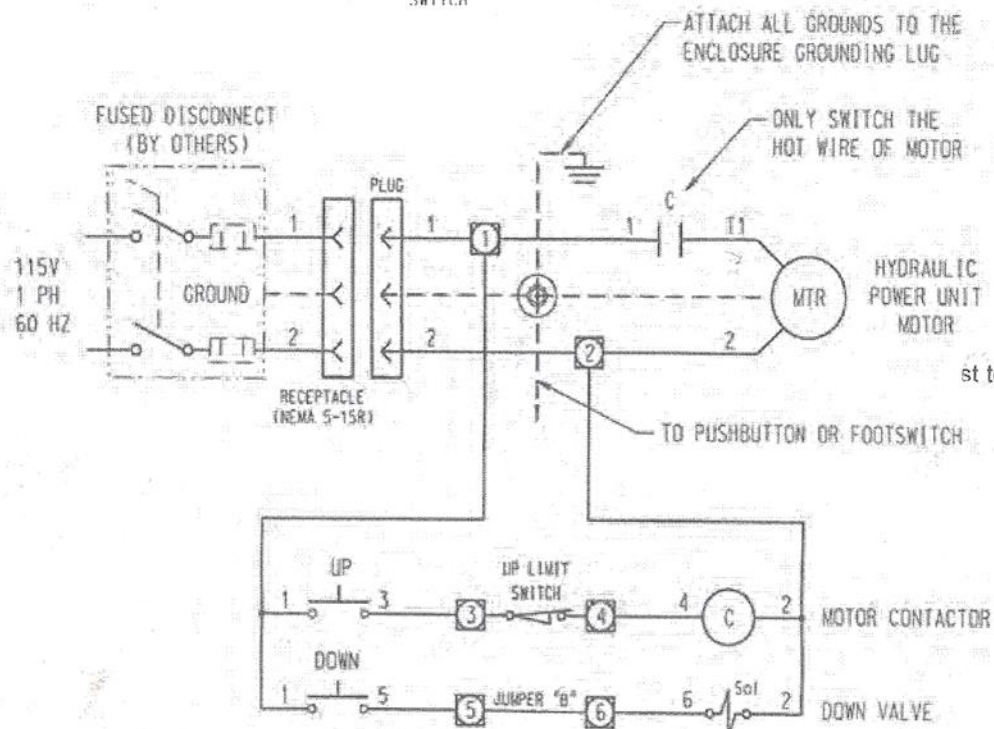 SWITCH
ATTACH ALL GROUNDS TO THE
ENCLOSURE GROUNDING LUG
FUSED DISCONNECT
(BY OTHERS)
ONLY SWITCH THE
HOT WIRE OF MOTOR
PLUG
C
1
1
1
1
T1
115V
1 PH
60 HZ
GROUND
MTR
HYDRAULIC
POWER UNIT
MOTOR
2
2
2
2
RECEPTACLE
(NEMA 5-15R)
TO PUSHBUTTON OR FOOTSWITCH
UP
UP LIMIT
SWITCH
1
3
3
4
4
C
2
MOTOR CONTACTOR
DOWN
1
5
5
JUMPER "B"
6
6
Sol
2
DOWN VALVE